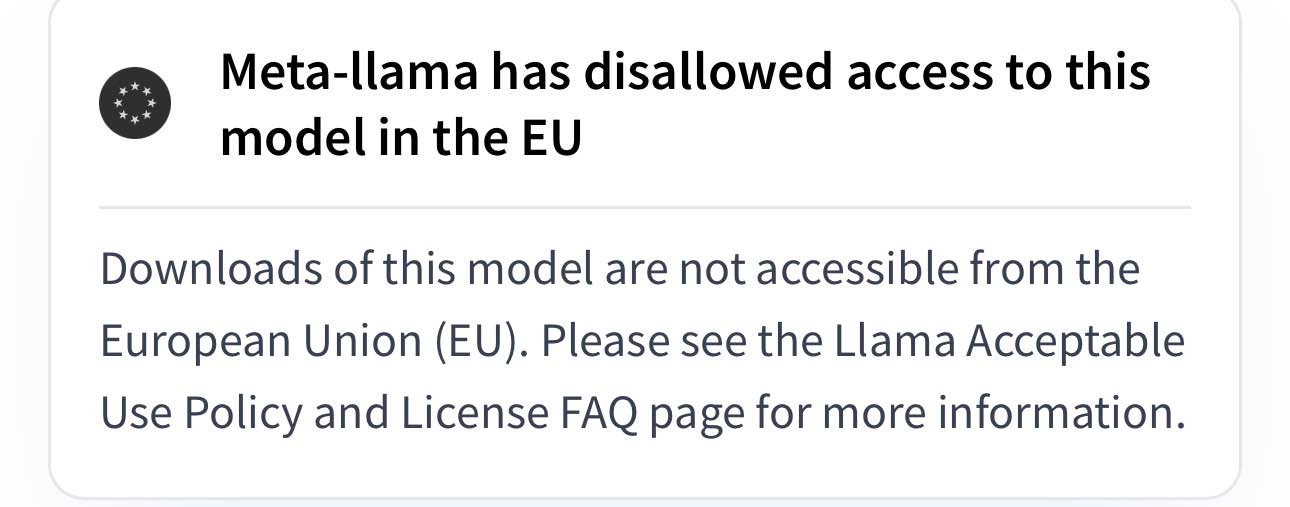 Meta-llama has disallowed access to this
model in the EU
Downloads of this model are not accessible from the
European Union (EU). Please see the Llama Acceptable
Use Policy and License FAQ page for more information.